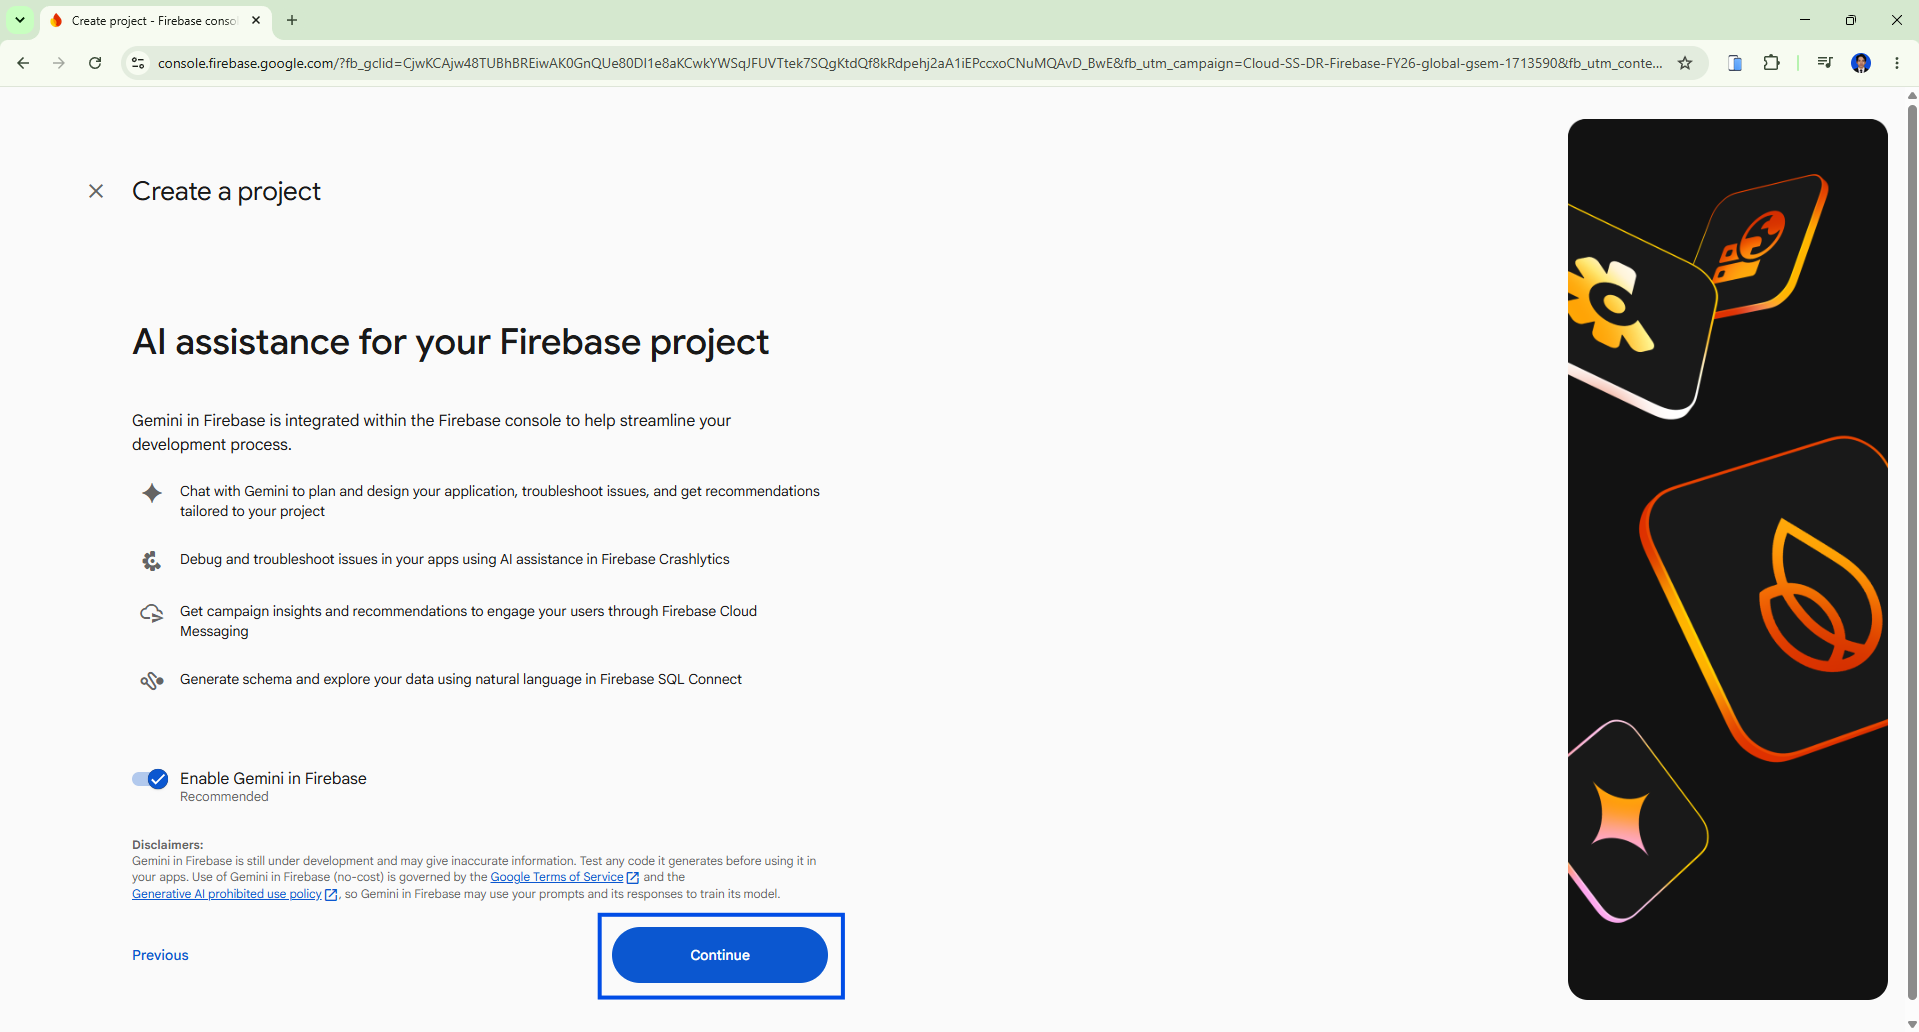 Create project - Firebase conso
console.firebase.google.com/?fb_gclid=CjwKCAjw48TUBhBREiwAK0GnQUe80DI1e8aKCwkYWSqJFUVTtek7SQgKtdQf8kRdpehj2aA1iEPccxoCNuMQAvD_BwE&fb_utm_campaign=Cloud-SS-DR-Firebase-FY26-global-gsem-1713590&fb_utm_conte...
Create a project
AI assistance for your Firebase project
Gemini in Firebase is integrated within the Firebase console to help streamline your
development process.
Chat with Gemini to plan and design your application, troubleshoot issues, and get recommendations
tailored to your project
Debug and troubleshoot issues in your apps using AI assistance in Firebase Crashlytics
Get campaign insights and recommendations to engage your users through Firebase Cloud
Messaging
Generate schema and explore your data using natural language in Firebase SQL Connect
Enable Gemini in Firebase
Recommended
Disclaimers:
Gemini in Firebase is still under development and may give inaccurate information. Test any code it generates before using it in
your apps. Use of Gemini in Firebase (no-cost) is governed by the Google Terms of Service and the
Generative AI prohibited use policy, so Gemini in Firebase may use your prompts and its responses to train its model.
Previous
Continue